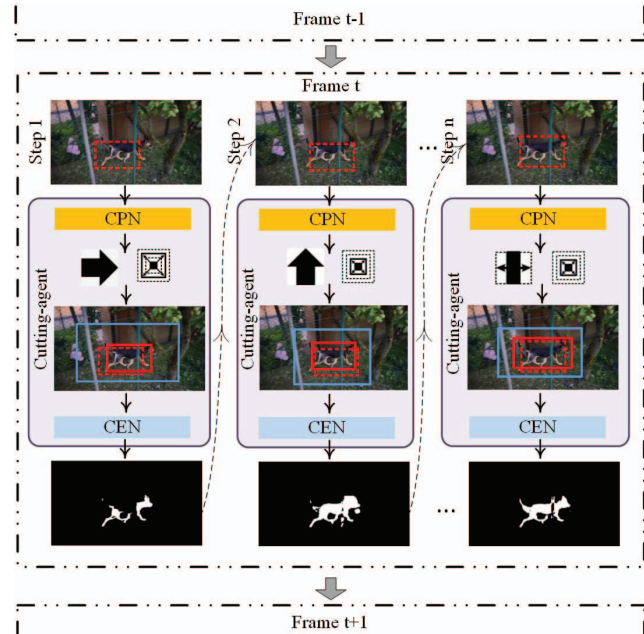 Frame t-1
Frame t
Step 1
Step 2
...
Step n
CPN
CPN
CPN
Cutting-agent
Cutting-agent
Cutting-agent
CEN
CEN
CEN
...
Frame t+1